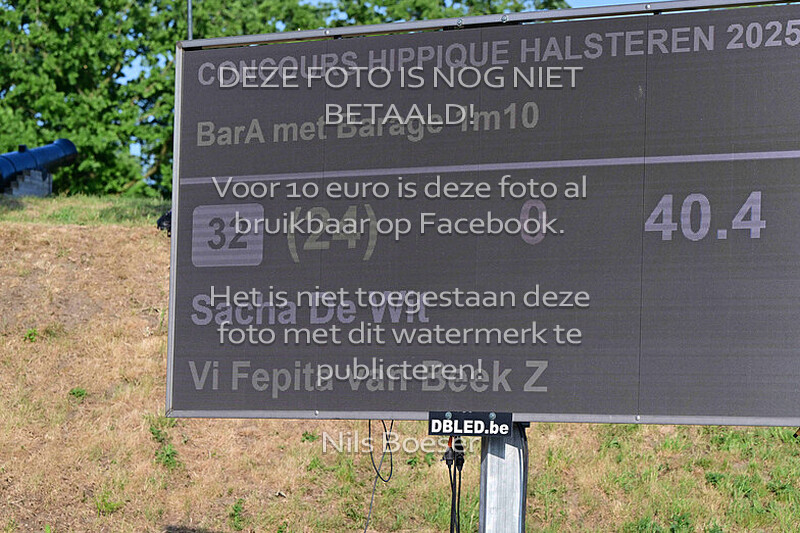 CONCOURS HIPPIQUE HALSTEREN 2025
DEZE FOTO IS NOG NIET
BETAALD!
BarA met Barage 1m10
Voor 10 euro is deze foto al
bruikbaar op Facebook.
32 (24) 0 40.4
Het is niet toegestaan deze
foto met dit watermerk te
publiceren!
Sacha De Wit
Vi Fepita van Beek Z
DBLED.be
Nils Boeser